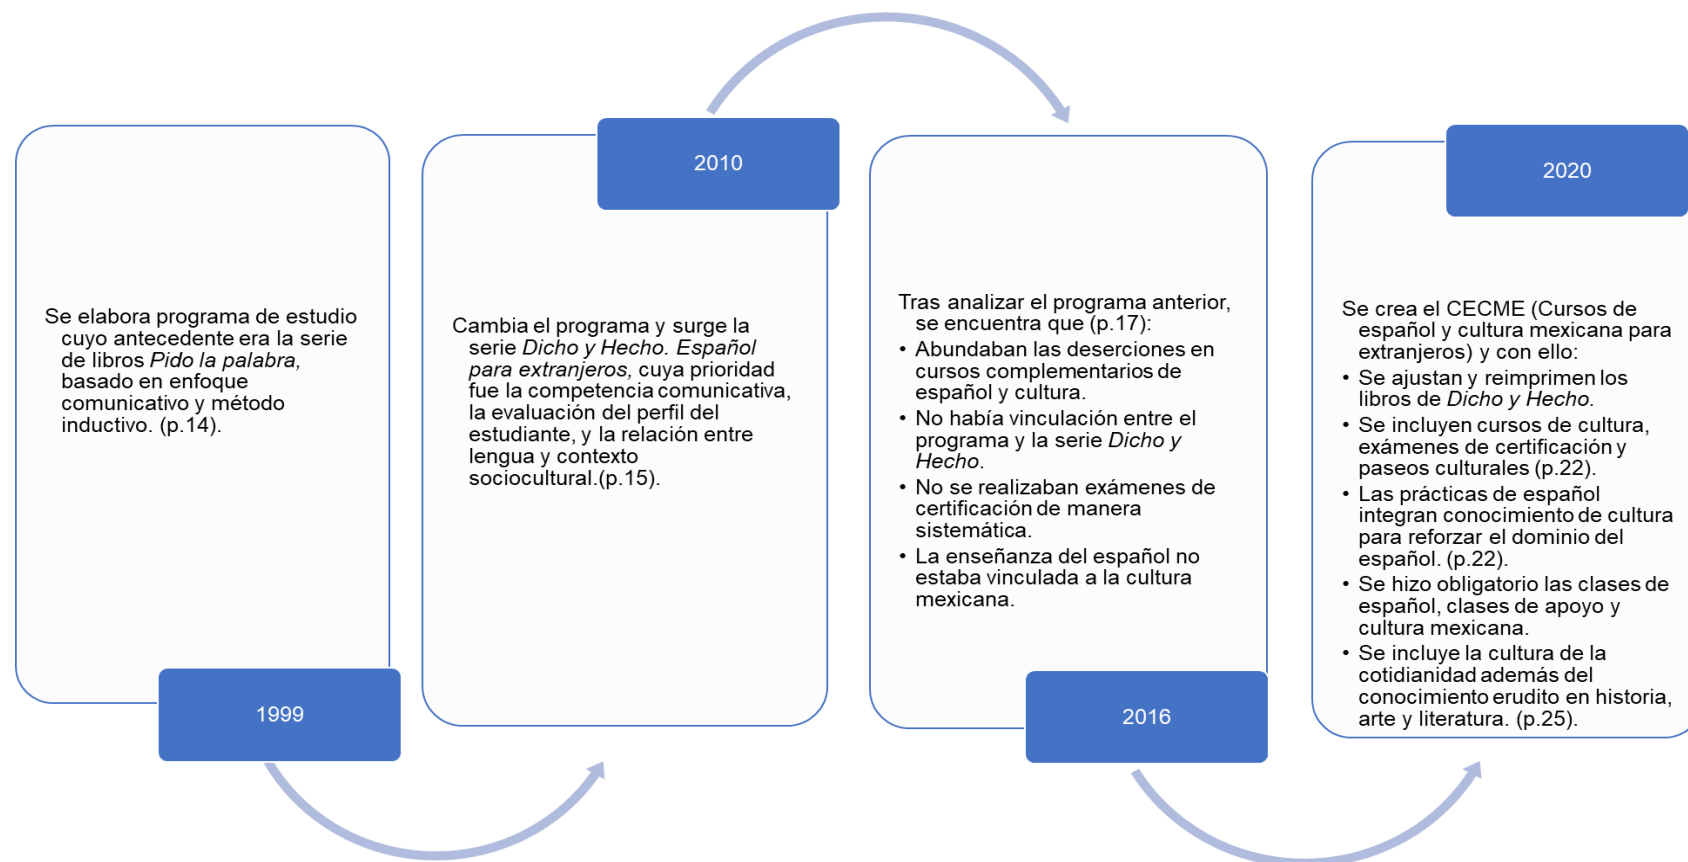 Se elabora programa de estudio
cuyo antecedente era la serie
de libros Pido la palabra,
basado en enfoque
comunicativo y método
inductivo. (p.14).
1999
2010
Cambia el programa y surge la
serie Dicho y Hecho. Español
para extranjeros, cuya prioridad
fue la competencia comunicativa,
la evaluación del perfil del
estudiante, y la relación entre
lengua y contexto
sociocultural.(p.15).
Tras analizar el programa anterior,
se encuentra que (p.17):
• Abundaban las deserciones en
cursos complementarios de
español y cultura.
• No había vinculación entre el
programa y la serie Dicho y
Hecho.
• No se realizaban exámenes de
certificación de manera
sistemática.
• La enseñanza del español no
estaba vinculada a la cultura
mexicana.
2016
2020
Se crea el CECME (Cursos de
español y cultura mexicana para
extranjeros) y con ello:
• Se ajustan y reimprimen los
libros de Dicho y Hecho.
• Se incluyen cursos de cultura,
exámenes de certificación y
paseos culturales (p.22).
• Las prácticas de español
integran conocimiento de cultura
para reforzar el dominio del
español. (p.22).
• Se hizo obligatorio las clases de
español, clases de apoyo y
cultura mexicana.
• Se incluye la cultura de la
cotidianidad además del
conocimiento erudito en historia,
arte y literatura. (p.25).